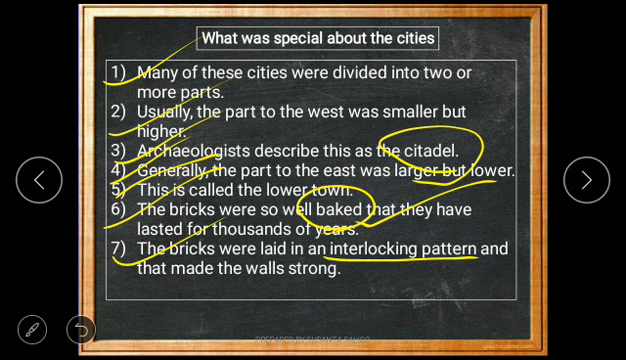 What was special about the cities
1) Many of these cities were divided into two or
more parts.
2) Usually, the part to the west was smaller but
higher.
3) Archaeologists describe this as the citadel.
4) Generally, the part to the east was larger but lower.
5) This is called the lower town.
6) The bricks were so well baked that they have
lasted for thousands of years.
7) The bricks were laid in an interlocking pattern and
that made the walls strong.
PREPARED BY SUSANTA SAHOO